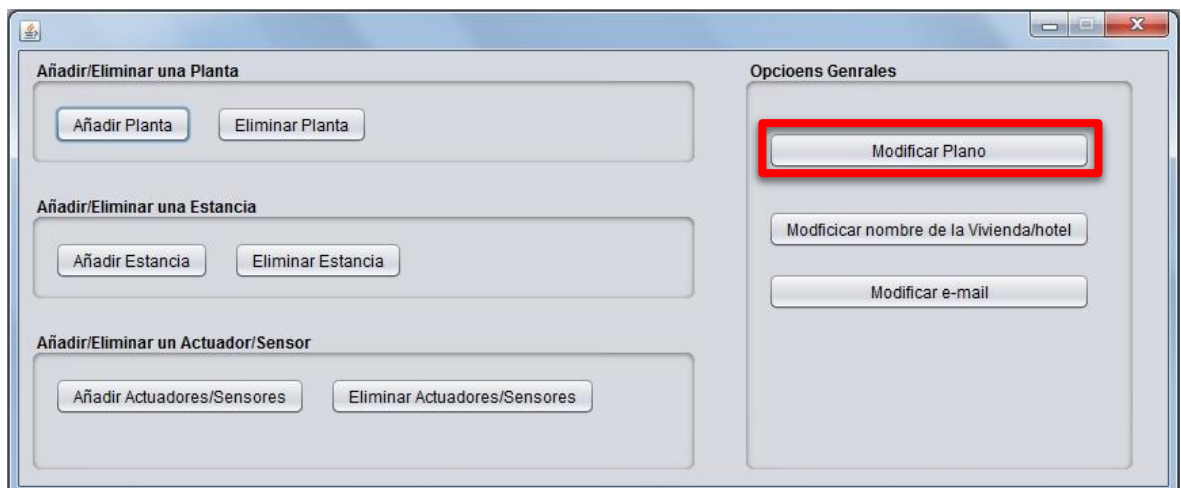 Añadir/Eliminar una Planta
Añadir Planta
Eliminar Planta
Añadir/Eliminar una Estancia
Añadir Estancia
Eliminar Estancia
Añadir/Eliminar un Actuador/Sensor
Añadir Actuadores/Sensores
Eliminar Actuadores/Sensores
Opcioens Genrales
Modificar Plano
Modficicar nombre de la Vivienda/hotel
Modificar e-mail